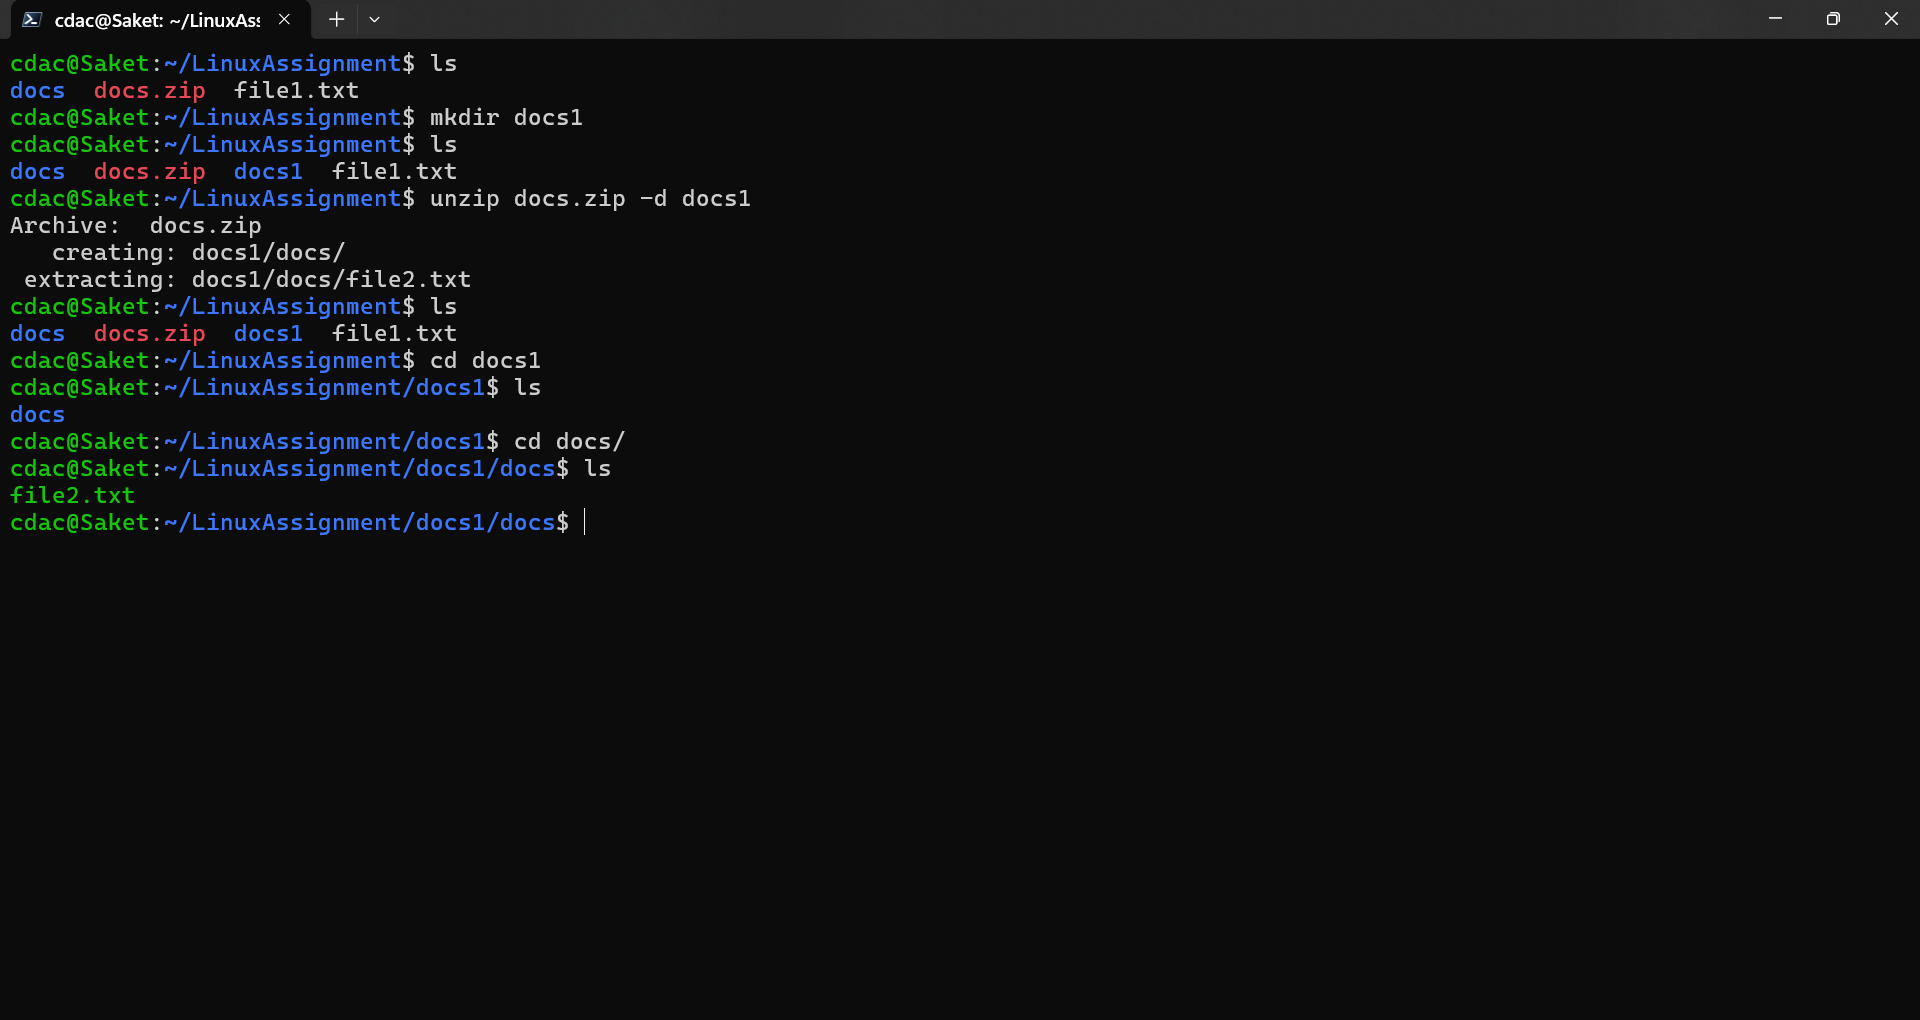 cdac@Saket: ~/LinuxAss
cdac@Saket:~/LinuxAssignment$ ls
docs  docs.zip  file1.txt
cdac@Saket:~/LinuxAssignment$ mkdir docs1
cdac@Saket:~/LinuxAssignment$ ls
docs  docs.zip  docs1  file1.txt
cdac@Saket:~/LinuxAssignment$ unzip docs.zip -d docs1
Archive:  docs.zip
   creating: docs1/docs/
 extracting: docs1/docs/file2.txt
cdac@Saket:~/LinuxAssignment$ ls
docs  docs.zip  docs1  file1.txt
cdac@Saket:~/LinuxAssignment$ cd docs1
cdac@Saket:~/LinuxAssignment/docs1$ ls
docs
cdac@Saket:~/LinuxAssignment/docs1$ cd docs/
cdac@Saket:~/LinuxAssignment/docs1/docs$ ls
file2.txt
cdac@Saket:~/LinuxAssignment/docs1/docs$